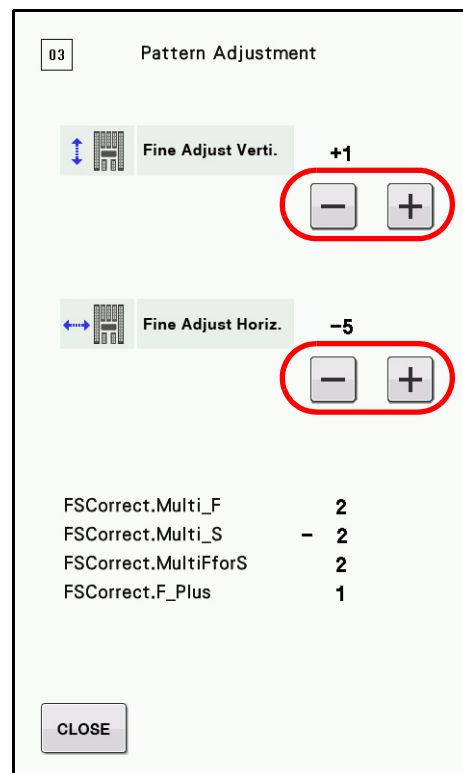 03 Pattern Adjustment
Fine Adjust Verti. +1
− +
Fine Adjust Horiz. −5
− +
FSCorrect.Multi_F 2
FSCorrect.Multi_S - 2
FSCorrect.MultiFforS 2
FSCorrect.F_Plus 1
CLOSE